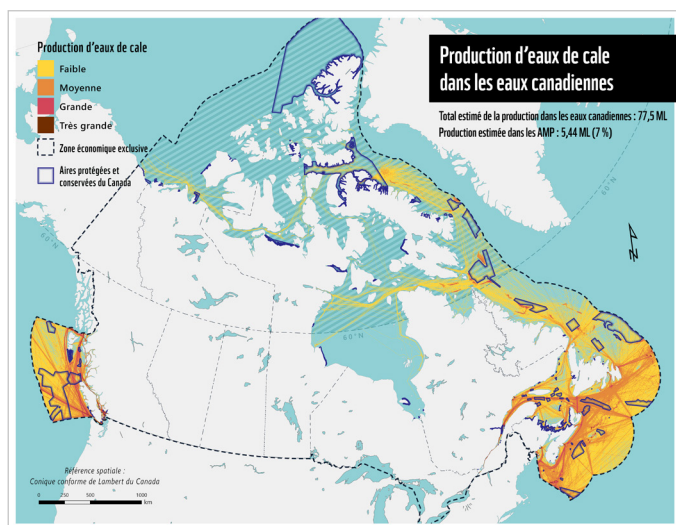 Production d'eaux de cale
dans les eaux canadiennes
Total estimé de la production dans les eaux canadiennes : 77,5 ML
Production estimée dans les AMP : 5,44 ML (7 %)
Production d'eaux de cale
Faible
Moyenne
Grande
Très grande
Zone économique exclusive
Aires protégées et
conservées du Canada
60°N
60°N
60°N
N
Référence spatiale :
Conique conforme de Lambert du Canada
0 250 500 1000
km